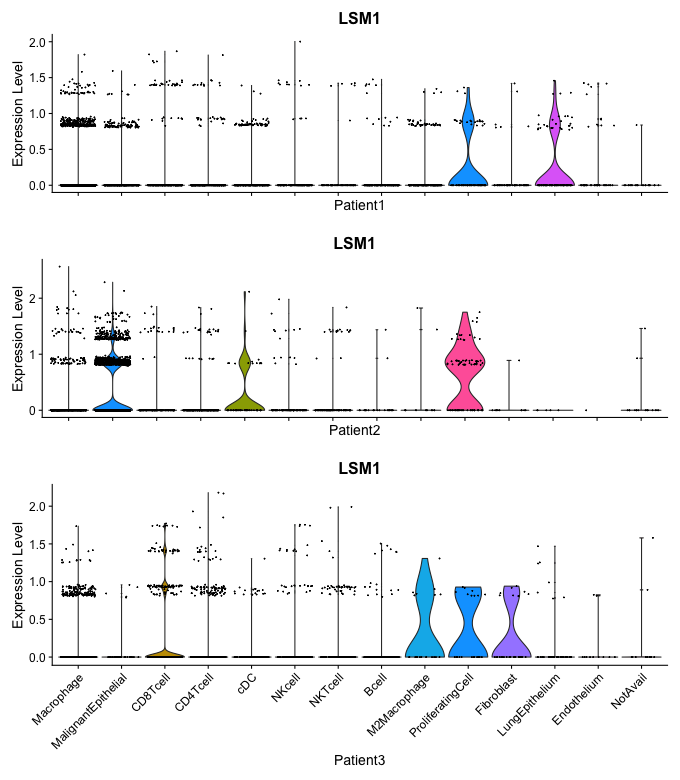 LSM1
Expression Level
2.0
1.5
1.0
0.5
0.0
Patient1
LSM1
Expression Level
2
1
0
Patient2
LSM1
Expression Level
2.0
1.5
1.0
0.5
0.0
Macrophage
MalignantEpithelial
CD8Tcell
CD4Tcell
cDC
NKcell
NKTcell
Bcell
M2Macrophage
ProliferatingCell
Fibroblast
LungEpithelium
Endothelium
NotAvail
Patient3